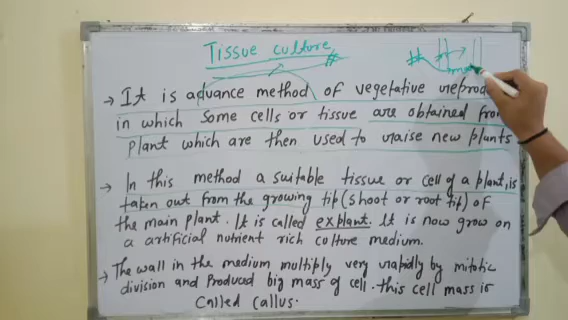 Tissue culture
→ It is advance method of vegetative reprod
in which Some cells or tissue are obtained from
plant which are then used to raise new plants
→ In this method a suitable tissue or cell of a plant, is
taken out from the growing tip (shoot or root tip) of
the main plant. It is called explant. It is now grow on
a artificial nutrient rich culture medium.
→ The wall in the medium multiply very rapidly by mitotic
division and Produced big mass of cell. this cell mass is
Called callus.